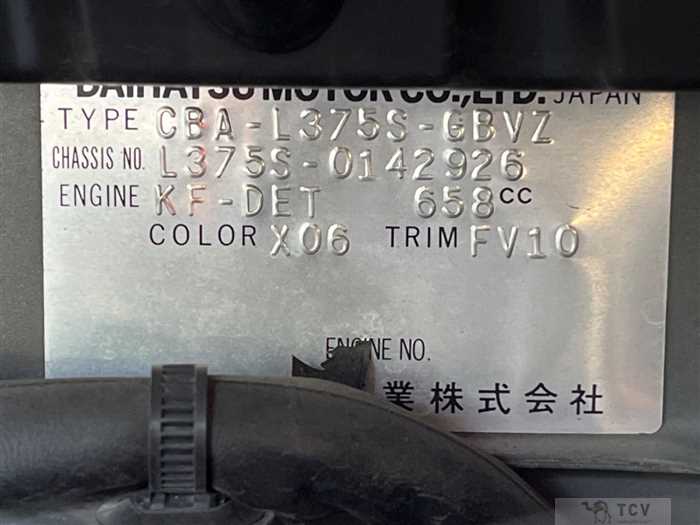 DAIHATSU MOTOR CO.,LTD. JAPAN
TYPE CBA-L375S-GBVZ
CHASSIS NO. L375S-0142926
ENGINE KF-DET 658cc
COLOR X06 TRIM FV10
ENGINE NO.
業株式会社
TCV